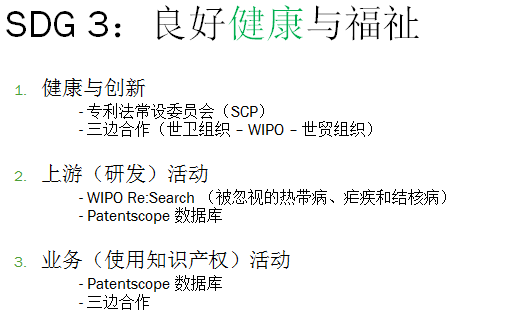 SDG 3：良好健康与福祉
1. 健康与创新
- 专利法常设委员会（SCP）
- 三边合作（世卫组织 – WIPO – 世贸组织）
2. 上游（研发）活动
- WIPO Re:Search （被忽视的热带病、疟疾和结核病）
- Patentscope 数据库
3. 业务（使用知识产权）活动
- Patentscope 数据库
- 三边合作